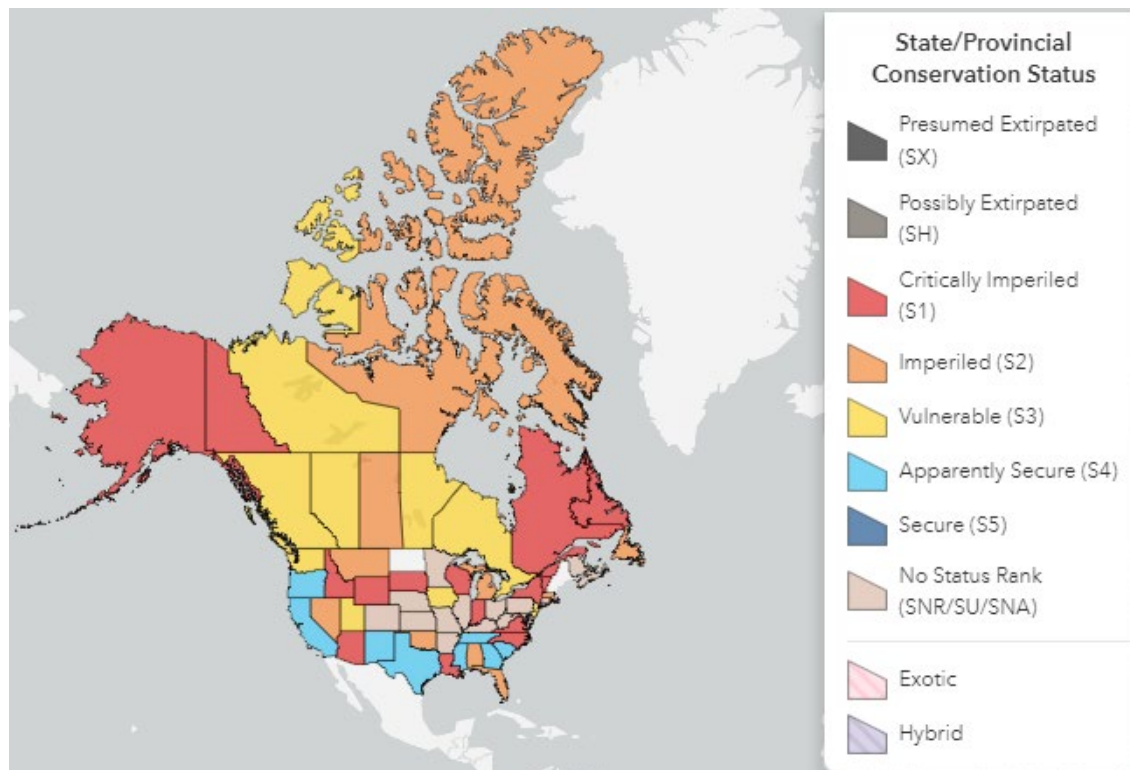 State/Provincial
Conservation Status
Presumed Extirpated
(SX)
Possibly Extirpated
(SH)
Critically Imperiled
(S1)
Imperiled (S2)
Vulnerable (S3)
Apparently Secure (S4)
Secure (S5)
No Status Rank
(SNR/SU/SNA)
Exotic
Hybrid